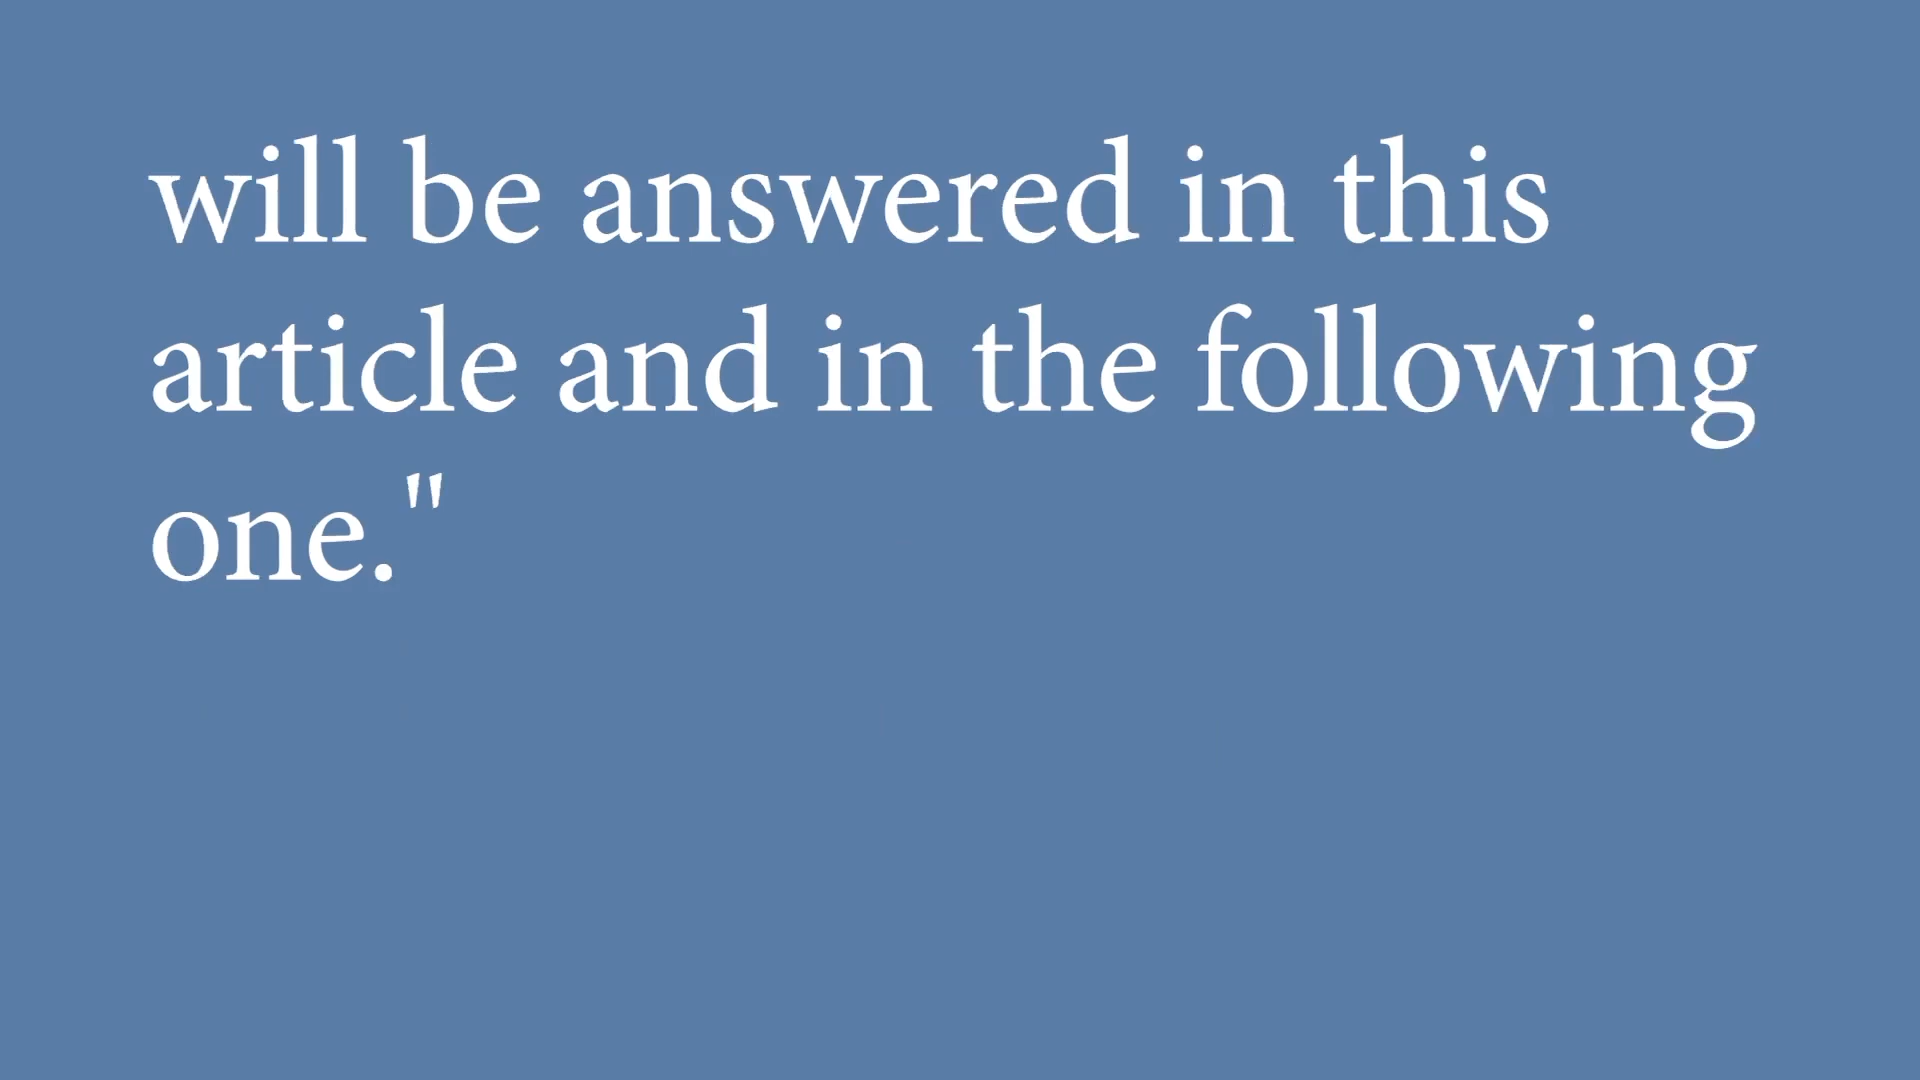 will be answered in this
article and in the following
one."